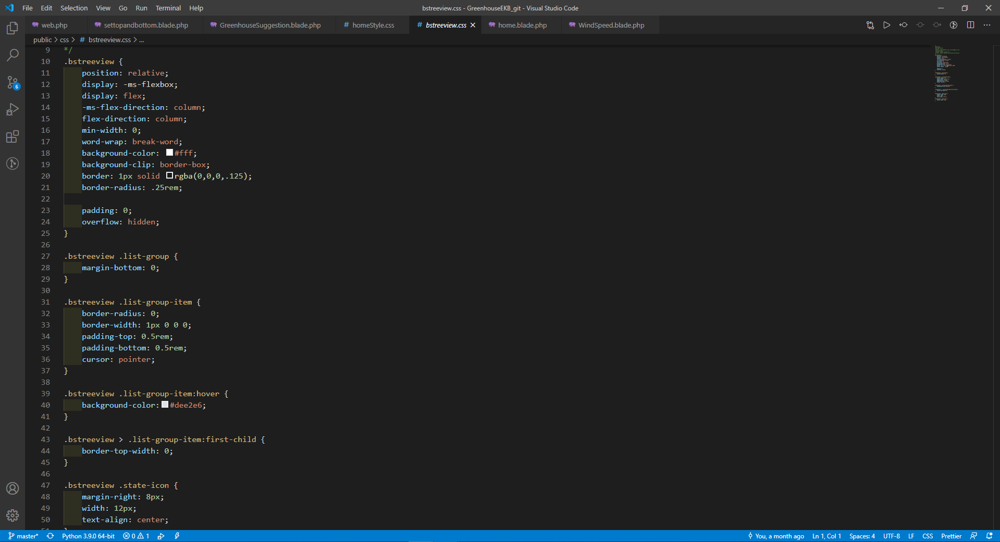 File Edit Selection View Go Run Terminal Help bstreeview.css - GreenhouseEKB_git - Visual Studio Code
web.php settopandbottom.blade.php GreenhouseSuggestion.blade.php # homeStyle.css # bstreeview.css home.blade.php WindSpeed.blade.php
public > css > # bstreeview.css > ...
9 */
10 .bstreeview {
11 position: relative;
12 display: -ms-flexbox;
13 display: flex;
14 -ms-flex-direction: column;
15 flex-direction: column;
16 min-width: 0;
17 word-wrap: break-word;
18 background-color: #fff;
19 background-clip: border-box;
20 border: 1px solid rgba(0,0,0,.125);
21 border-radius: .25rem;
22
23 padding: 0;
24 overflow: hidden;
25 }
26
27 .bstreeview .list-group {
28 margin-bottom: 0;
29 }
30
31 .bstreeview .list-group-item {
32 border-radius: 0;
33 border-width: 1px 0 0 0;
34 padding-top: 0.5rem;
35 padding-bottom: 0.5rem;
36 cursor: pointer;
37 }
38
39 .bstreeview .list-group-item:hover {
40 background-color: #dee2e6;
41 }
42
43 .bstreeview > .list-group-item:first-child {
44 border-top-width: 0;
45 }
46
47 .bstreeview .state-icon {
48 margin-right: 8px;
49 width: 12px;
50 text-align: center;
6
master* Python 3.9.0 64-bit 0 1 You, a month ago Ln 1, Col 1 Spaces: 4 UTF-8 LF CSS Prettier